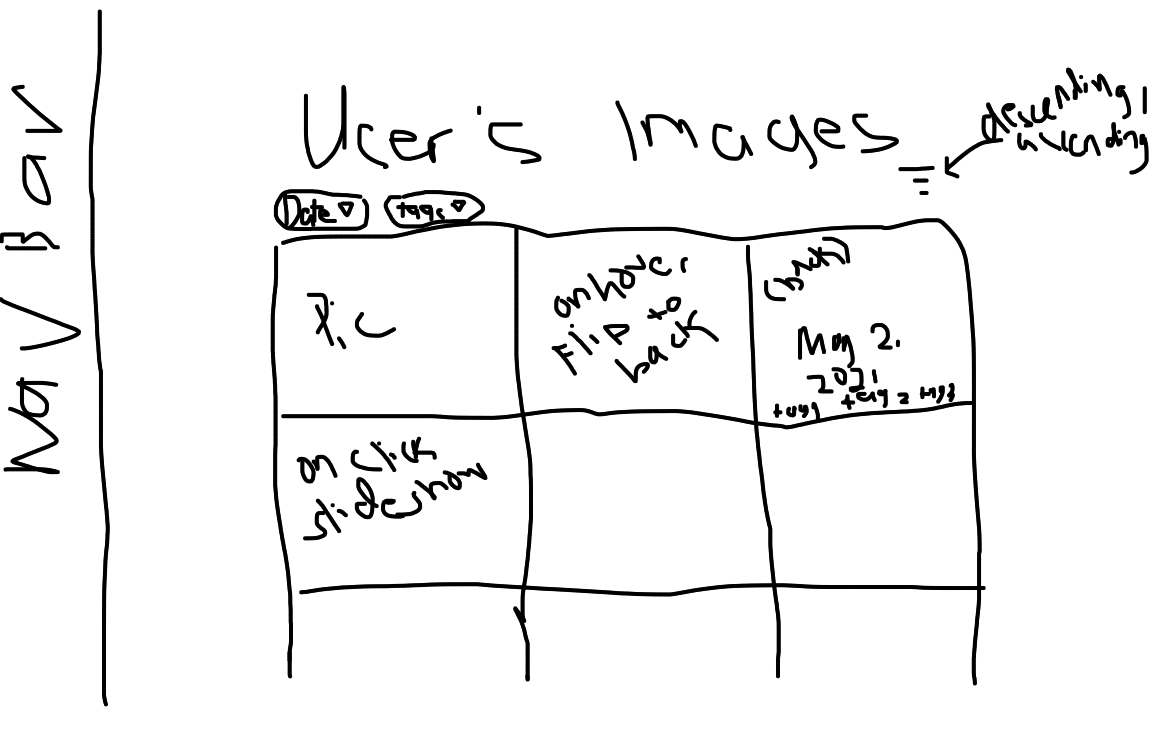 Nav Bar
User's Images
descending/
ascending
Date ▽
tags ▽
Pic
on hover
flip to
back
(back)
May 2.
2021
tag1 tag2 tag3
on click
slideshow